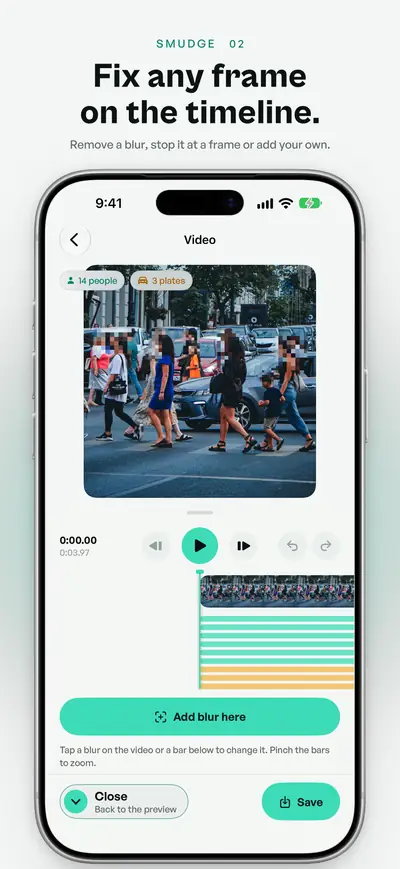 SMUDGE 02
Fix any frame
on the timeline.
Remove a blur, stop it at a frame or add your own.
9:41
Video
14 people
3 plates
0:00.00
0:03.97
Add blur here
Tap a blur on the video or a bar below to change it. Pinch the bars
to zoom.
Close
Back to the preview
Save